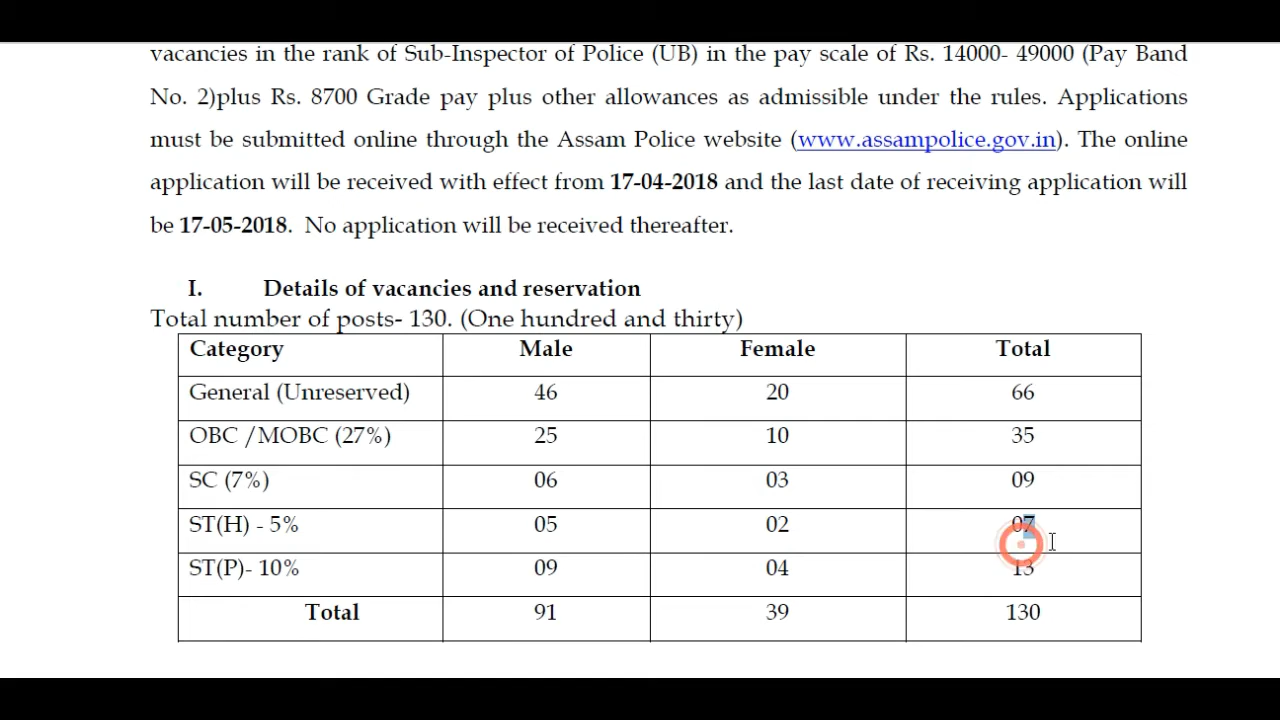 vacancies in the rank of Sub-Inspector of Police (UB) in the pay scale of Rs. 14000- 49000 (Pay Band
No. 2)plus Rs. 8700 Grade pay plus other allowances as admissible under the rules. Applications
must be submitted online through the Assam Police website (www.assampolice.gov.in). The online
application will be received with effect from 17-04-2018 and the last date of receiving application will
be 17-05-2018. No application will be received thereafter.
I. Details of vacancies and reservation
Total number of posts- 130. (One hundred and thirty)
Category Male Female Total
General (Unreserved) 46 20 66
OBC /MOBC (27%) 25 10 35
SC (7%) 06 03 09
ST(H) - 5% 05 02 07
ST(P)- 10% 09 04 13
Total 91 39 130